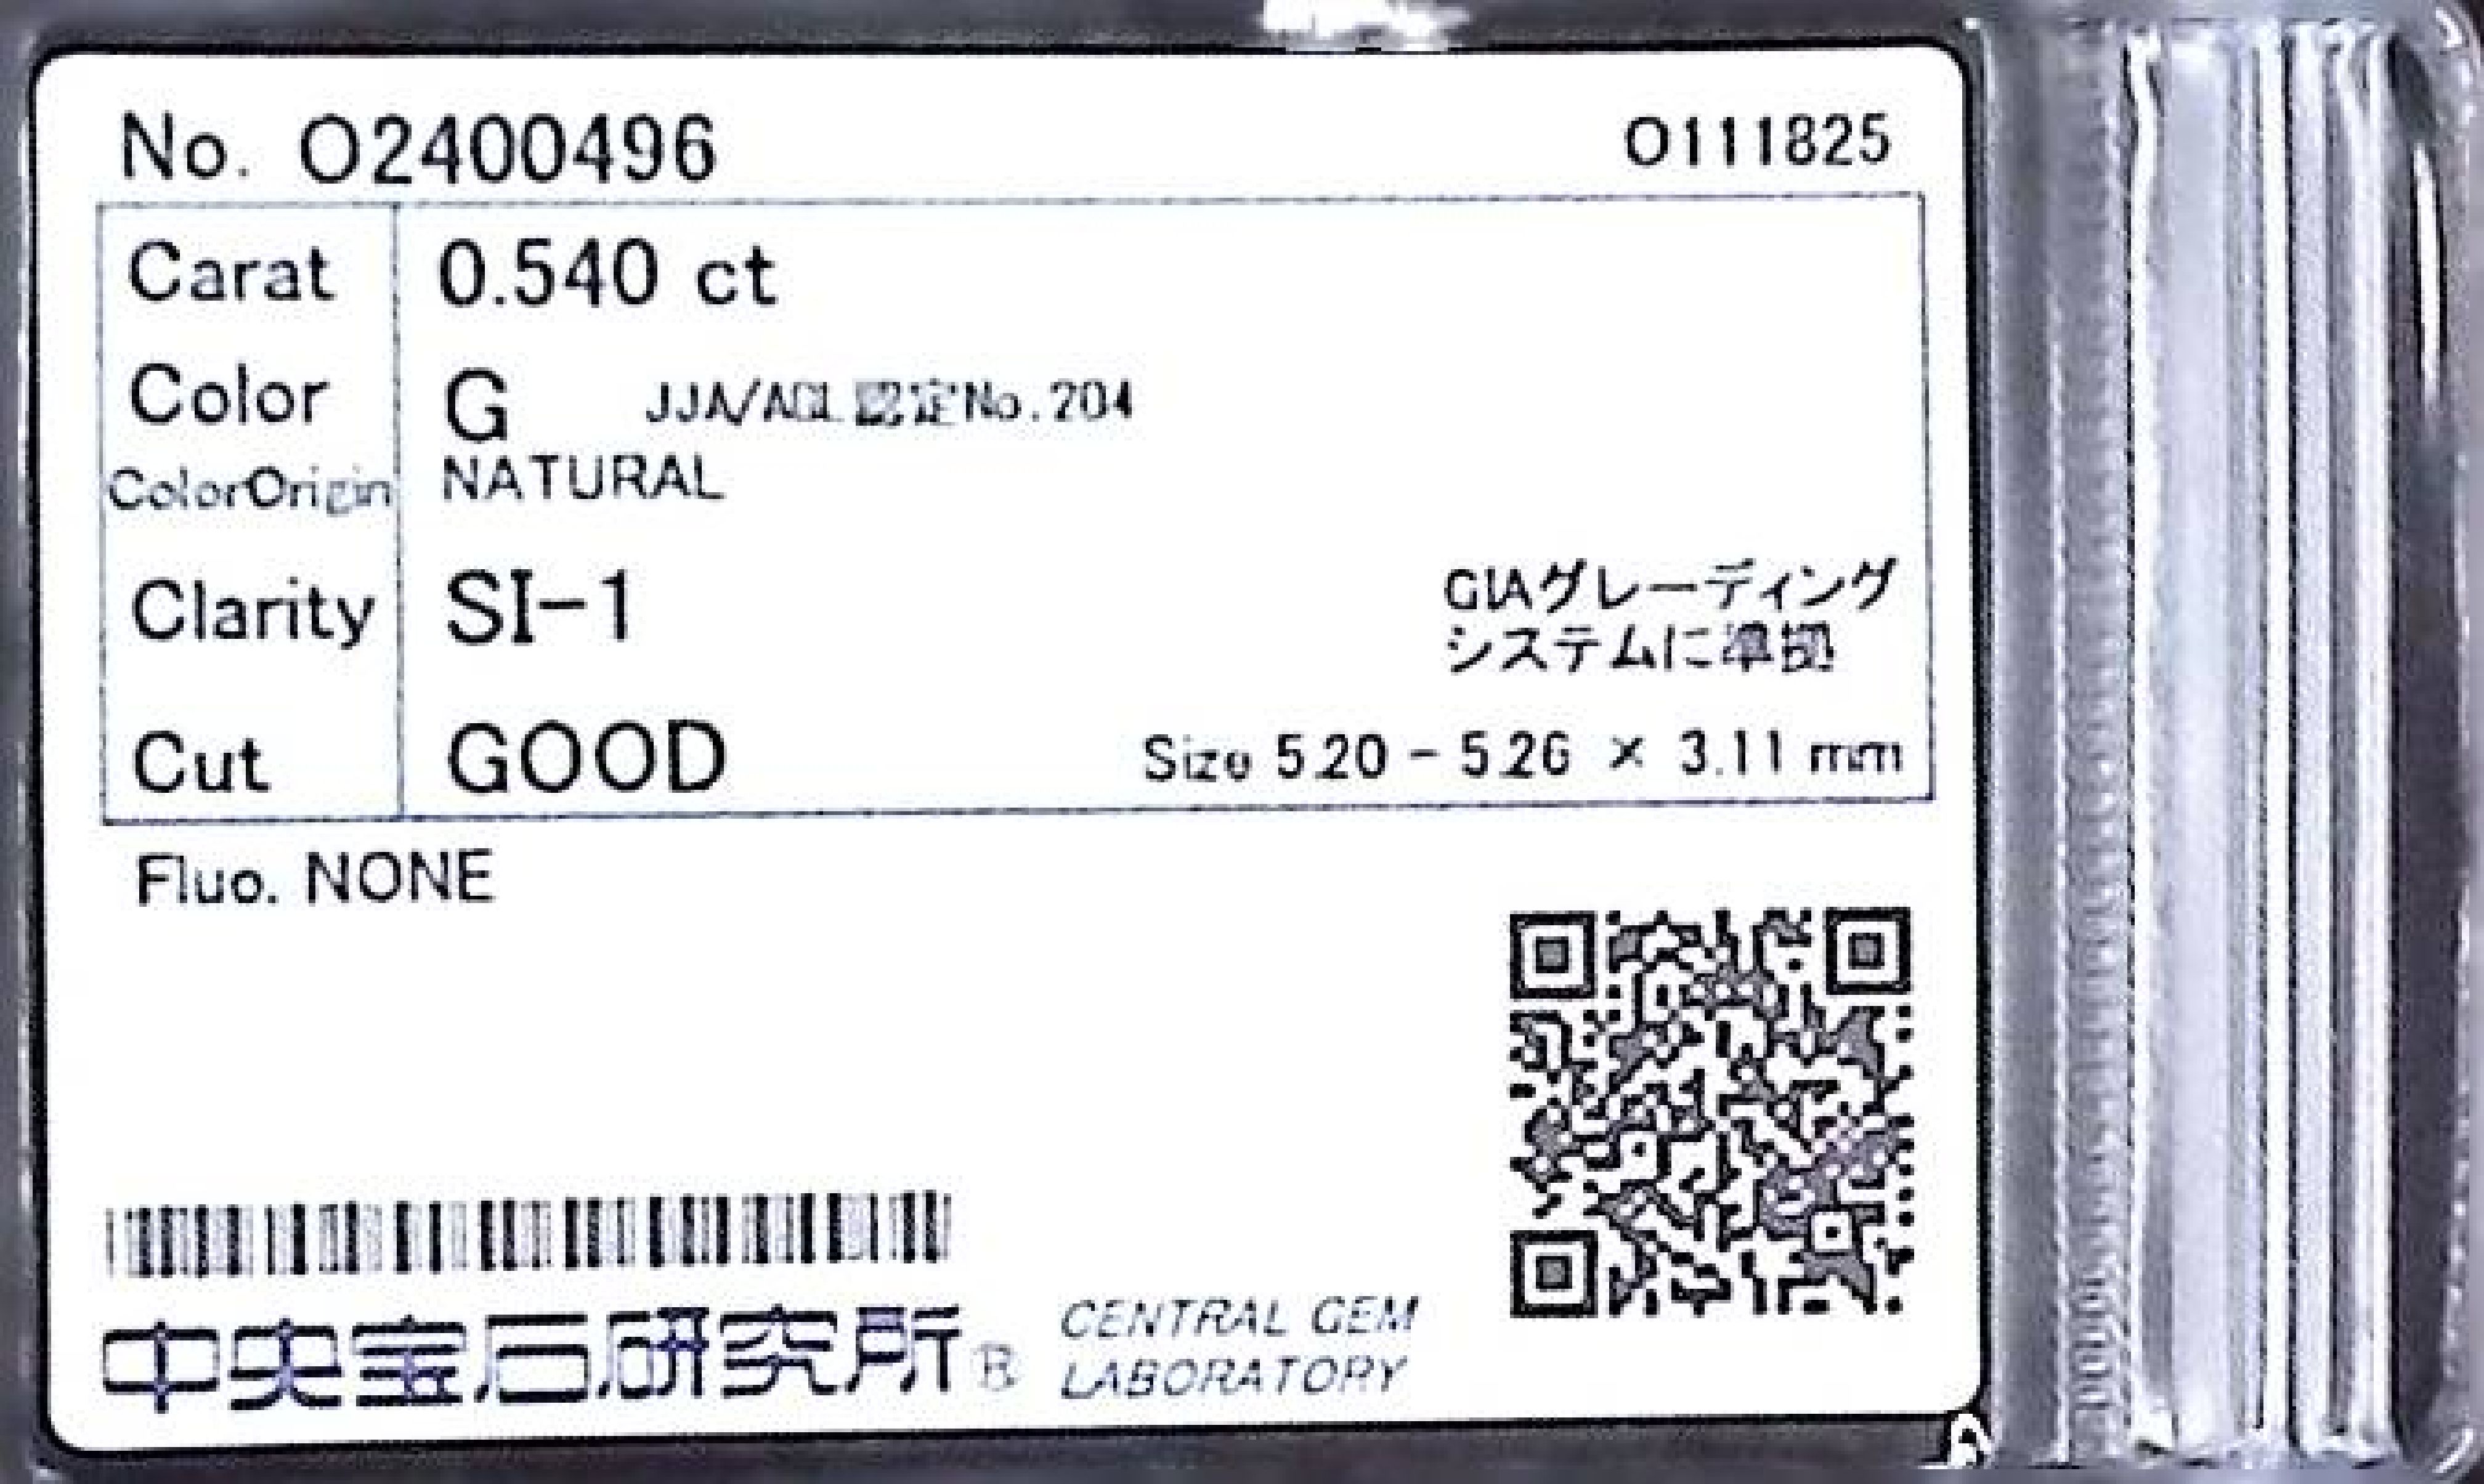 No. O2400496
O111825
Carat 0.540 ct
Color G JJA/AGL認定No.204
ColorOrigin NATURAL
Clarity SI-1
GIAグレーディング
システムに準拠
Cut GOOD
Size 5.20 - 5.26 × 3.11 mm
Fluo. NONE
中央宝石研究所®
CENTRAL GEM
LABORATORY